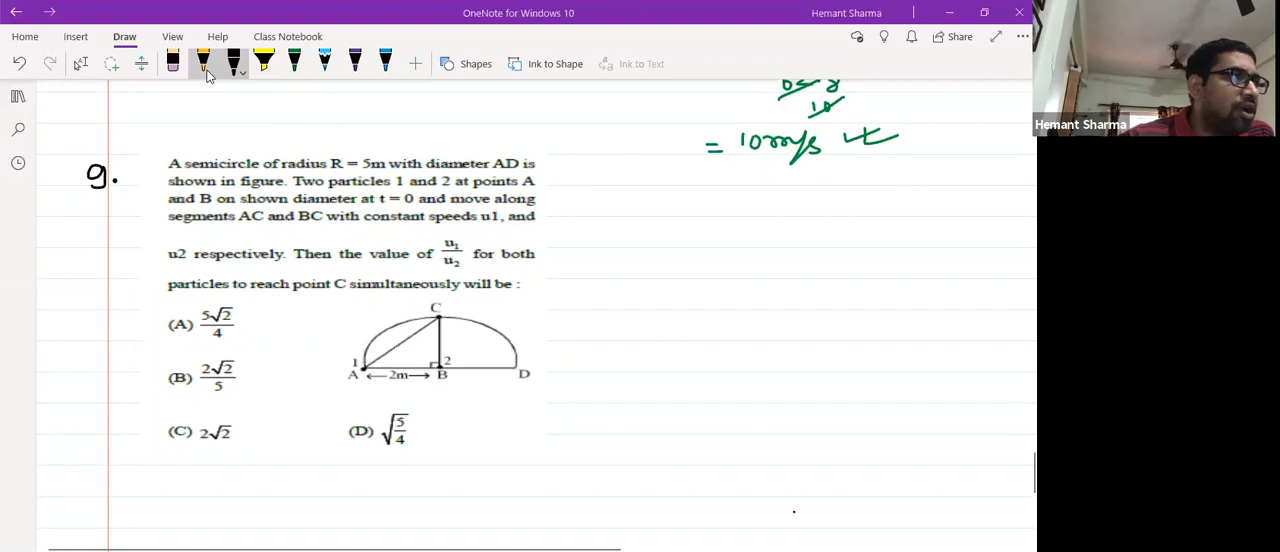 OneNote for Windows 10
Hemant Sharma
Home Insert Draw View Help Class Notebook
Share
Shapes Ink to Shape Ink to Text
Hemant Sharma
10
= 10 m/s
9.
A semicircle of radius R = 5m with diameter AD is
shown in figure. Two particles 1 and 2 at points A
and B on shown diameter at t = 0 and move along
segments AC and BC with constant speeds u1, and
u2 respectively. Then the value of u₁/u₂ for both
particles to reach point C simultaneously will be :
(A) 5√2/4
(B) 2√2/5
(C) 2√2
(D) √(5/4)
C
1
2
A ←2m→ B D